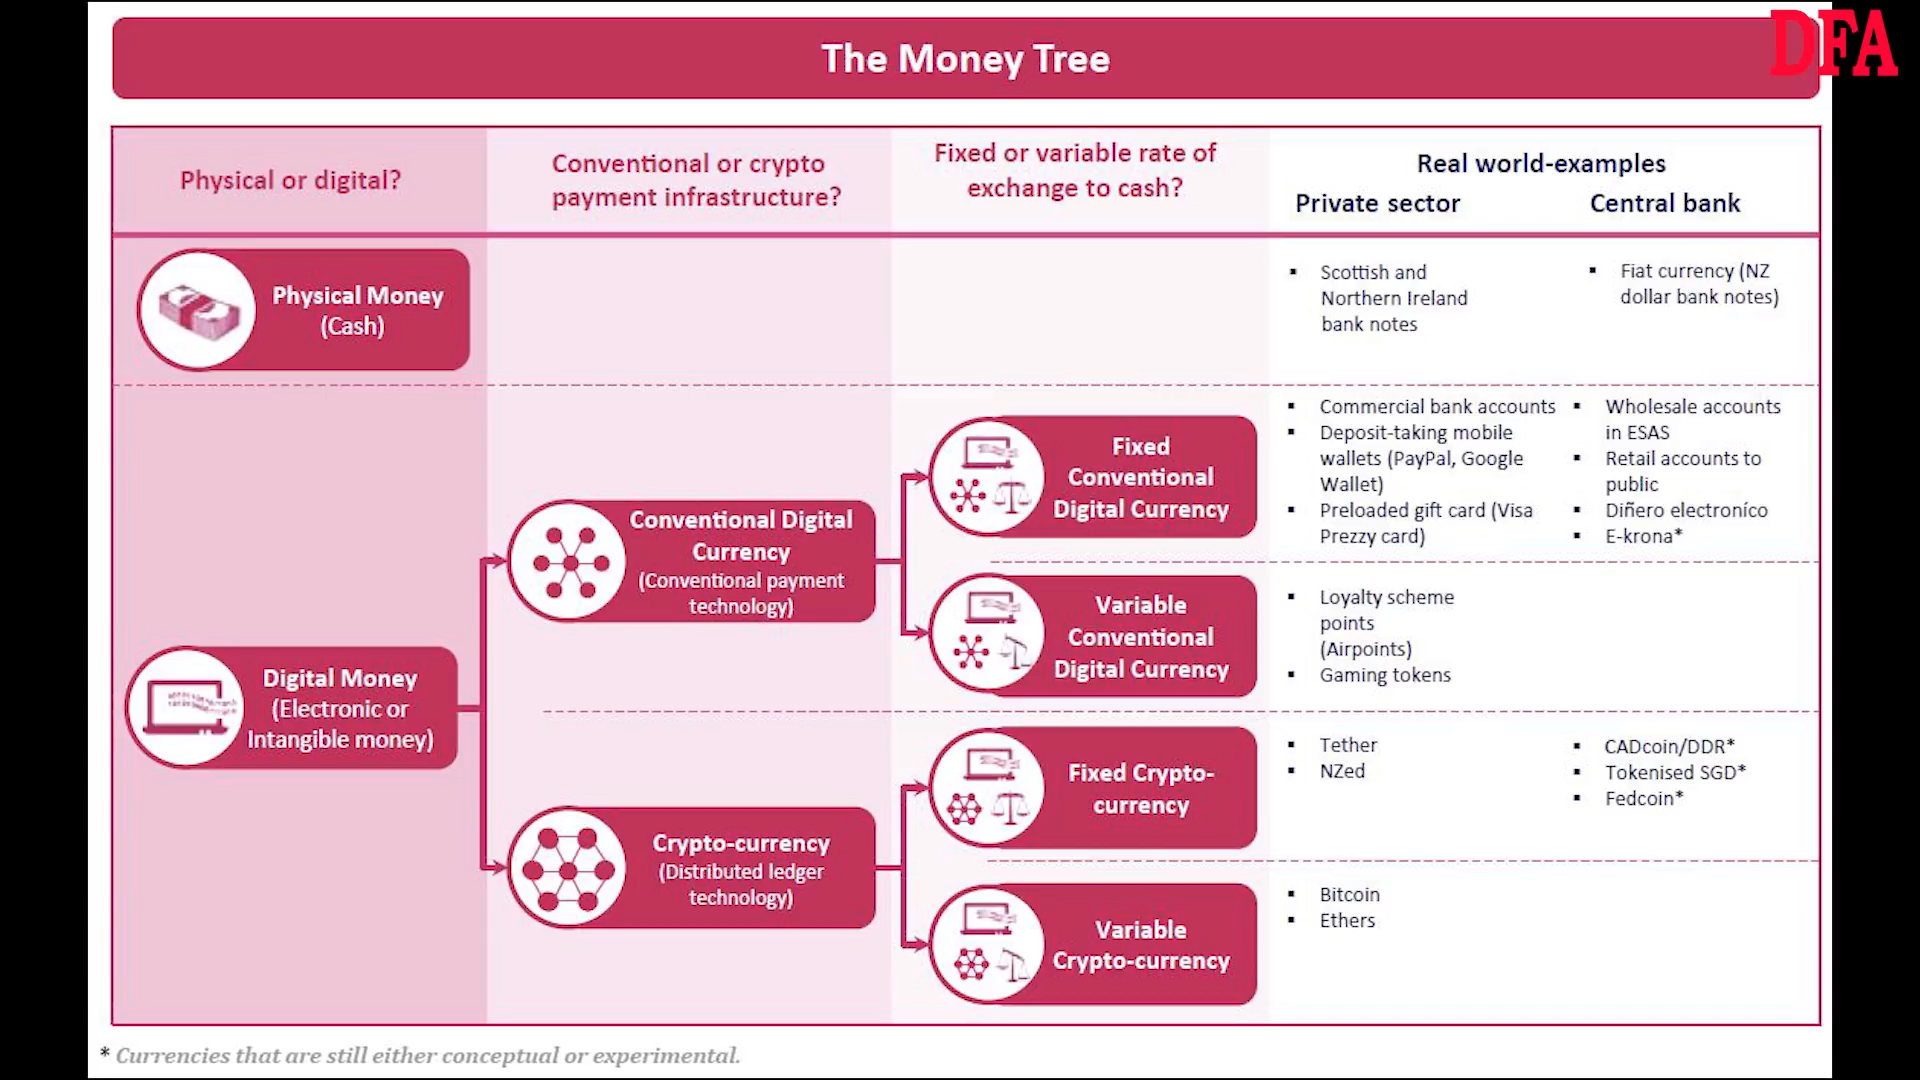 DFA
The Money Tree
Physical or digital?
Conventional or crypto
payment infrastructure?
Fixed or variable rate of
exchange to cash?
Real world-examples
Private sector
Central bank
Physical Money
(Cash)
▪ Scottish and
Northern Ireland
bank notes
▪ Fiat currency (NZ
dollar bank notes)
Digital Money
(Electronic or
Intangible money)
Conventional Digital
Currency
(Conventional payment
technology)
Fixed
Conventional
Digital Currency
▪ Commercial bank accounts
▪ Deposit-taking mobile
wallets (PayPal, Google
Wallet)
▪ Preloaded gift card (Visa
Prezzy card)
▪ Wholesale accounts
in ESAS
▪ Retail accounts to
public
▪ Diñero electroníco
▪ E-krona*
Variable
Conventional
Digital Currency
▪ Loyalty scheme
points
(Airpoints)
▪ Gaming tokens
Crypto-currency
(Distributed ledger
technology)
Fixed Crypto-
currency
▪ Tether
▪ NZed
▪ CADcoin/DDR*
▪ Tokenised SGD*
▪ Fedcoin*
Variable
Crypto-currency
▪ Bitcoin
▪ Ethers
* Currencies that are still either conceptual or experimental.